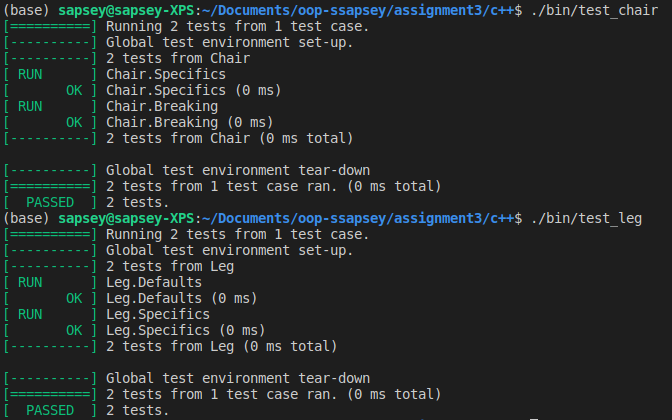 (base) sapsey@sapsey-XPS:~/Documents/oop-ssapsey/assignment3/c++$ ./bin/test_chair
[==========] Running 2 tests from 1 test case.
[----------] Global test environment set-up.
[----------] 2 tests from Chair
[ RUN      ] Chair.Specifics
[       OK ] Chair.Specifics (0 ms)
[ RUN      ] Chair.Breaking
[       OK ] Chair.Breaking (0 ms)
[----------] 2 tests from Chair (0 ms total)

[----------] Global test environment tear-down
[==========] 2 tests from 1 test case ran. (0 ms total)
[  PASSED  ] 2 tests.
(base) sapsey@sapsey-XPS:~/Documents/oop-ssapsey/assignment3/c++$ ./bin/test_leg
[==========] Running 2 tests from 1 test case.
[----------] Global test environment set-up.
[----------] 2 tests from Leg
[ RUN      ] Leg.Defaults
[       OK ] Leg.Defaults (0 ms)
[ RUN      ] Leg.Specifics
[       OK ] Leg.Specifics (0 ms)
[----------] 2 tests from Leg (0 ms total)

[----------] Global test environment tear-down
[==========] 2 tests from 1 test case ran. (0 ms total)
[  PASSED  ] 2 tests.